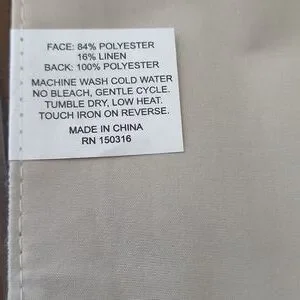 FACE: 84% POLYESTER
16% LINEN
BACK: 100% POLYESTER
MACHINE WASH COLD WATER
NO BLEACH, GENTLE CYCLE.
TUMBLE DRY, LOW HEAT.
TOUCH IRON ON REVERSE.
MADE IN CHINA
RN 150316